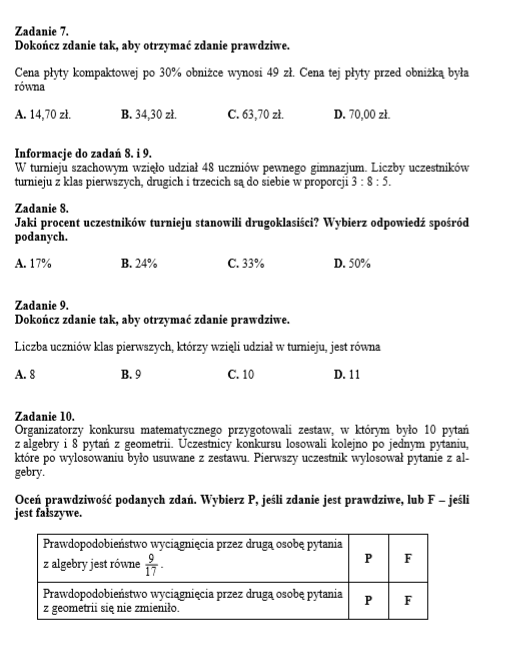 Zadanie 7.
Dokończ zdanie tak, aby otrzymać zdanie prawdziwe.
Cena płyty kompaktowej po 30% obniżce wynosi 49 zł. Cena tej płyty przed obniżką była
równa
A. 14,70 zł. B. 34,30 zł. C. 63,70 zł. D. 70,00 zł.
Informacje do zadań 8. i 9.
W turnieju szachowym wzięło udział 48 uczniów pewnego gimnazjum. Liczby uczestników
turnieju z klas pierwszych, drugich i trzecich są do siebie w proporcji 3 : 8 : 5.
Zadanie 8.
Jaki procent uczestników turnieju stanowili drugoklasiści? Wybierz odpowiedź spośród
podanych.
A. 17% B. 24% C. 33% D. 50%
Zadanie 9.
Dokończ zdanie tak, aby otrzymać zdanie prawdziwe.
Liczba uczniów klas pierwszych, którzy wzięli udział w turnieju, jest równa
A. 8 B. 9 C. 10 D. 11
Zadanie 10.
Organizatorzy konkursu matematycznego przygotowali zestaw, w którym było 10 pytań
z algebry i 8 pytań z geometrii. Uczestnicy konkursu losowali kolejno po jednym pytaniu,
które po wylosowaniu było usuwane z zestawu. Pierwszy uczestnik wylosował pytanie z al-
gebry.
Oceń prawdziwość podanych zdań. Wybierz P, jeśli zdanie jest prawdziwe, lub F – jeśli
jest fałszywe.
Prawdopodobieństwo wyciągnięcia przez drugą osobę pytania
z algebry jest równe 9/17. P F
Prawdopodobieństwo wyciągnięcia przez drugą osobę pytania
z geometrii się nie zmieniło. P F